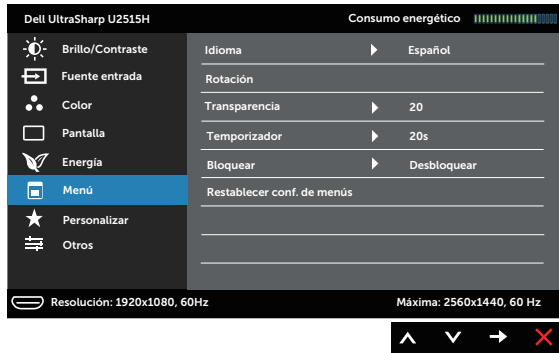 Dell UltraSharp U2515H Consumo energético
Brillo/Contraste
Fuente entrada
Color
Pantalla
Energía
Menú
Personalizar
Otros
Idioma Español
Rotación
Transparencia 20
Temporizador 20s
Bloquear Desbloquear
Restablecer conf. de menús
Resolución: 1920x1080, 60Hz Máxima: 2560x1440, 60 Hz